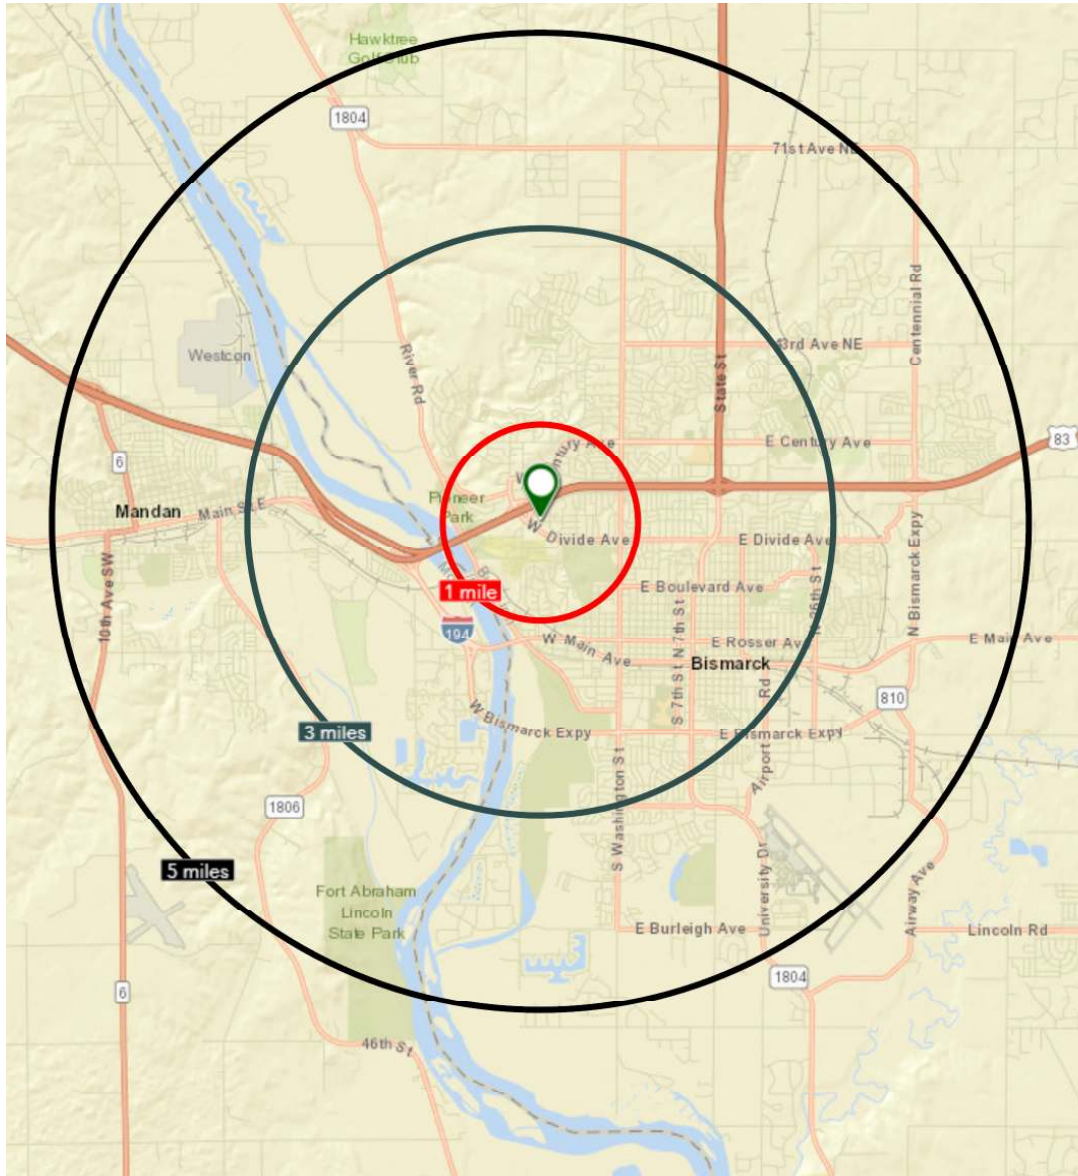 Hawktree
Golf Club
1804
71st Ave NE
Centennial Rd
43rd Ave NE
Westcon
River Rd
State St
W Century Ave
E Century Ave
83
6
Pioneer
Park
Mandan
Main St E
W Divide Ave
E Divide Ave
N Bismarck Expy
10th Ave SW
1 mile
E Boulevard Ave
N 26th St
194
W Main Ave
N 7th St
E Rosser Ave
E Main Ave
Bismarck
S 7th St
810
3 miles
W Bismarck Expy
E Bismarck Expy
Airport Rd
1806
S Washington St
University Dr
5 miles
Airway Ave
Fort Abraham
Lincoln
State Park
E Burleigh Ave
Lincoln Rd
1804
6
46th St